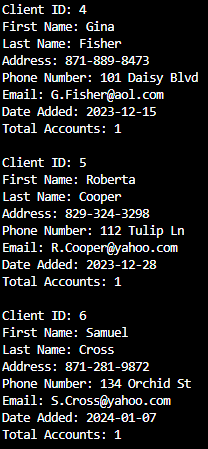 Client ID: 4
First Name: Gina
Last Name: Fisher
Address: 871-889-8473
Phone Number: 101 Daisy Blvd
Email: G.Fisher@aol.com
Date Added: 2023-12-15
Total Accounts: 1
Client ID: 5
First Name: Roberta
Last Name: Cooper
Address: 829-324-3298
Phone Number: 112 Tulip Ln
Email: R.Cooper@yahoo.com
Date Added: 2023-12-28
Total Accounts: 1
Client ID: 6
First Name: Samuel
Last Name: Cross
Address: 871-281-9872
Phone Number: 134 Orchid St
Email: S.Cross@yahoo.com
Date Added: 2024-01-07
Total Accounts: 1